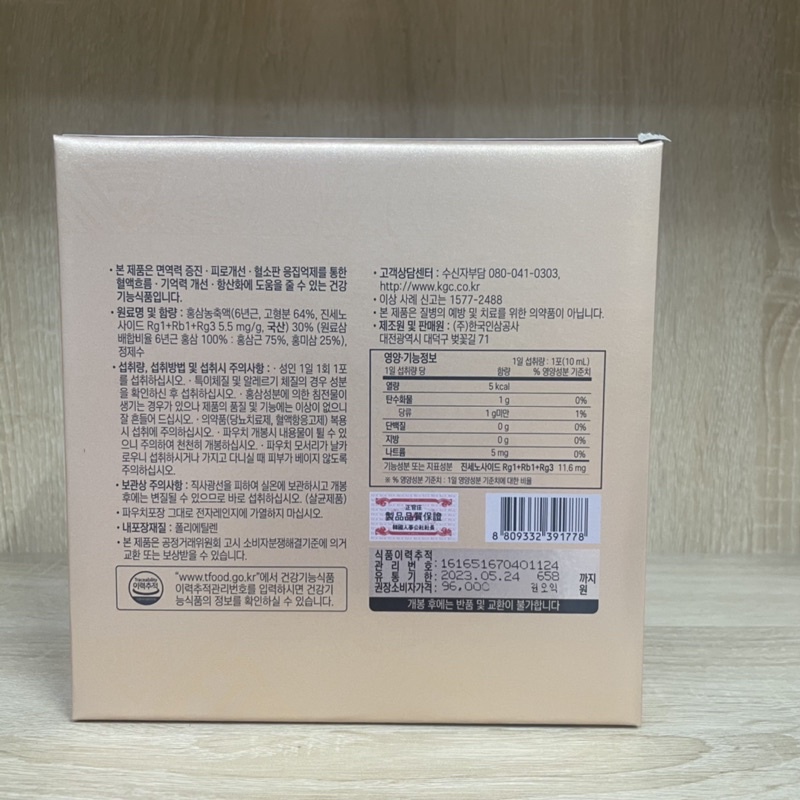 · 본 제품은 면역력 증진 · 피로개선 · 혈소판 응집억제를 통한
혈액흐름 · 기억력 개선 · 항산화에 도움을 줄 수 있는 건강
기능식품입니다.
· 원료명 및 함량 : 홍삼농축액(6년근, 고형분 64%, 진세노
사이드 Rg1+Rb1+Rg3 5.5 mg/g, 국산) 30% (원료삼
배합비율 6년근 홍삼 100% : 홍삼근 75%, 홍미삼 25%),
정제수
· 섭취량, 섭취방법 및 섭취시 주의사항 : · 성인 1일 1회 1포
를 섭취하십시오. · 특이체질 및 알레르기 체질의 경우 성분
을 확인하신 후 섭취하십시오. · 홍삼성분에 의한 침전물이
생기는 경우가 있으나 제품의 품질 및 기능에는 이상이 없으니
잘 흔들어 드십시오. · 의약품(당뇨치료제, 혈액항응고제) 복용
시 섭취에 주의하십시오. · 파우치 개봉시 내용물이 튈 수 있
으니 주의하여 천천히 개봉하십시오. · 파우치 모서리가 날카
로우니 섭취하시거나 가지고 다니실 때 피부가 베이지 않도록
주의하십시오.
· 보관상 주의사항 : 직사광선을 피하여 실온에 보관하시고 개봉
후에는 변질될 수 있으므로 바로 섭취하십시오. (살균제품)
· 파우치포장 그대로 전자레인지에 가열하지 마십시오.
· 내포장재질 : 폴리에틸렌
· 본 제품은 공정거래위원회 고시 소비자분쟁해결기준에 의거
교환 또는 보상받을 수 있습니다.
이력추적
"www.tfood.go.kr"에서 건강기능식품
이력추적관리번호를 입력하시면 건강기
능식품의 정보를 확인하실 수 있습니다.
· 고객상담센터 : 수신자부담 080-041-0303,
http://www.kgc.co.kr
· 이상 사례 신고는 1577-2488
· 본 제품은 질병의 예방 및 치료를 위한 의약품이 아닙니다.
· 제조원 및 판매원 : (주)한국인삼공사
대전광역시 대덕구 벚꽃길 71
영양·기능정보 1일 섭취량 : 1포(10 mL)
1일 섭취량 당 함량 % 영양성분 기준치
열량 5 kcal
탄수화물 1 g 0%
당류 1 g미만 1%
단백질 0 g 0%
지방 0 g 0%
나트륨 5 mg 0%
기능성분 또는 지표성분 진세노사이드 Rg1+Rb1+Rg3 11.6 mg
※ % 영양성분 기준치 : 1일 영양성분 기준치에 대한 비율
正官庄
製品品質保證
韓國人蔘公社社長
8 809332 391778
식품이력추적
관리번호 : 161651670401124
유통기한 : 2023.05.24 658 까지
권장소비자가격 : 96,000 원
개봉 후에는 반품 및 교환이 불가합니다